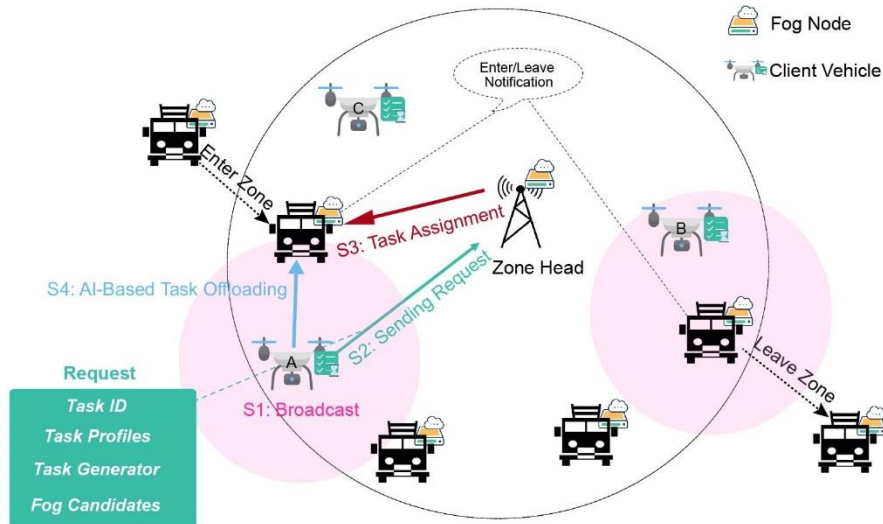 Fog Node
Client Vehicle
Enter/Leave
Notification
C
Enter Zone
B
S3: Task Assignment
Zone Head
S4: AI-Based Task Offloading
S2: Sending Request
A
Leave Zone
Request
S1: Broadcast
Task ID
Task Profiles
Task Generator
Fog Candidates